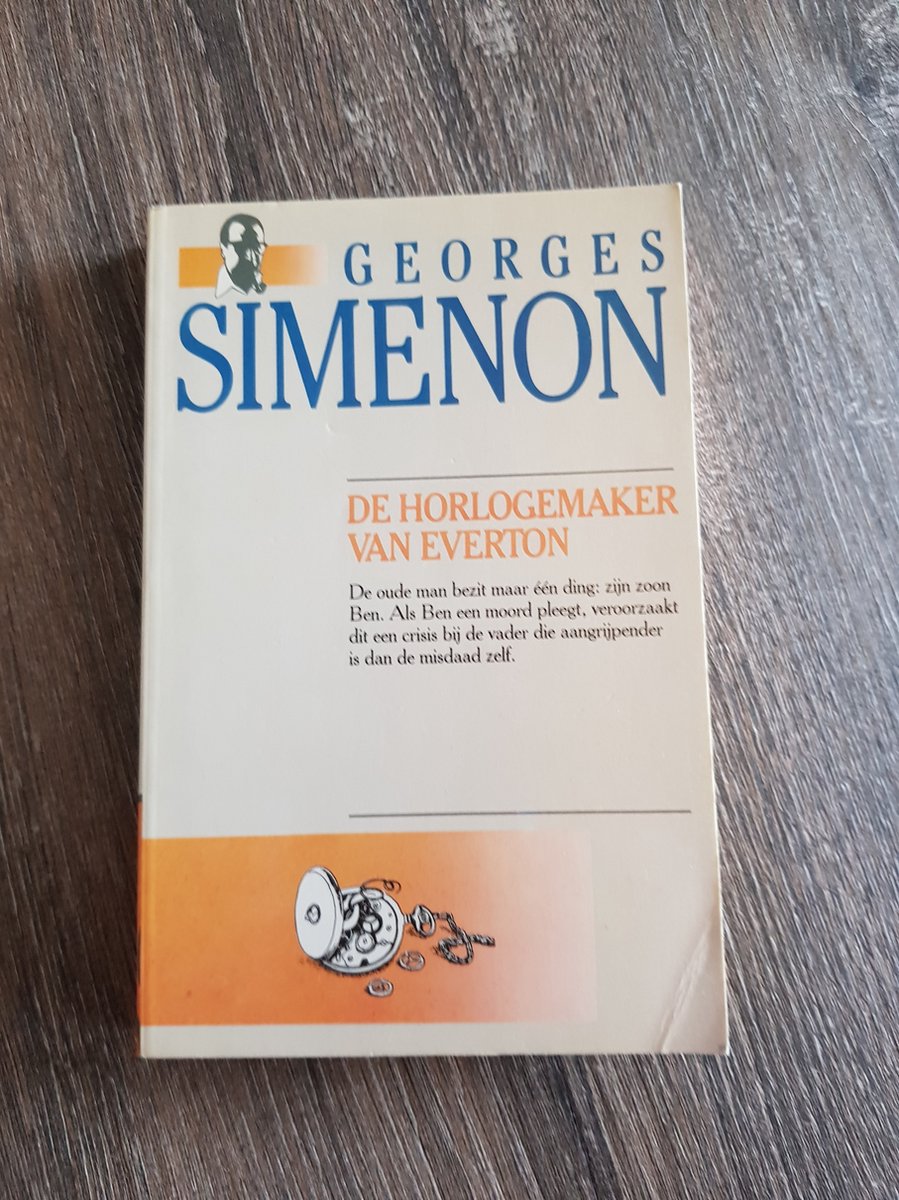 GEORGES
SIMENON
DE HORLOGEMAKER
VAN EVERTON
De oude man bezit maar één ding: zijn zoon
Ben. Als Ben een moord pleegt, veroorzaakt
dit een crisis bij de vader die aangrijpender
is dan de misdaad zelf.